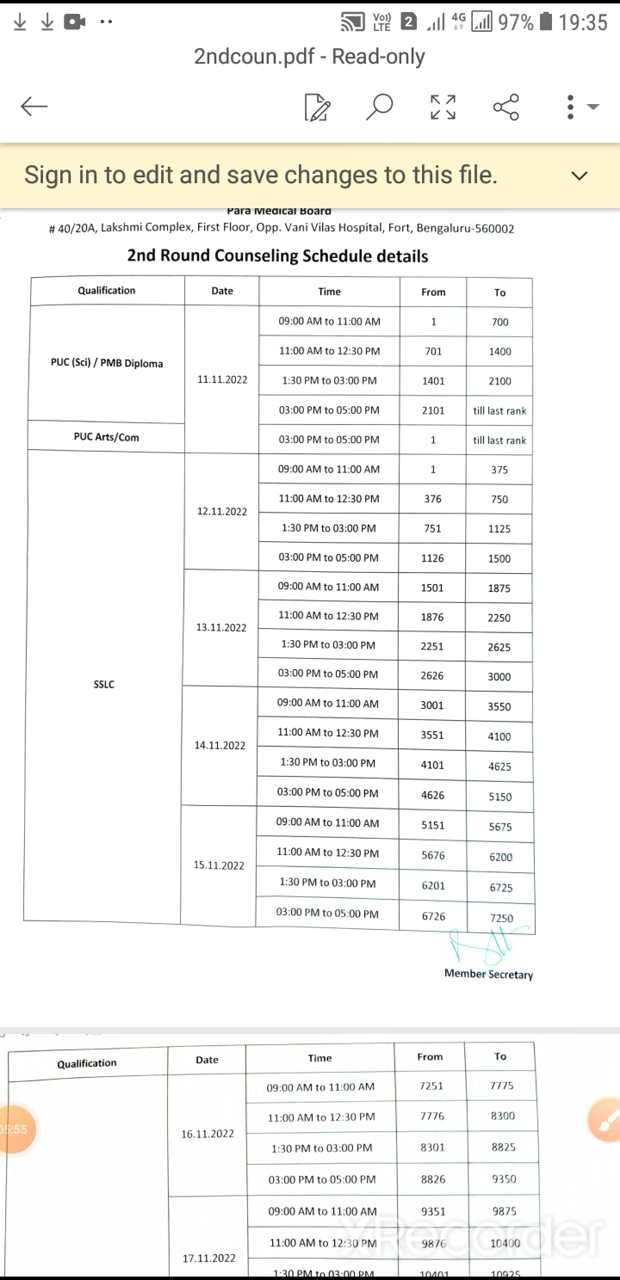 Vo)) LTE 2 4G 97% 19:35
2ndcoun.pdf - Read-only
Sign in to edit and save changes to this file.
Para Medical Board
# 40/20A, Lakshmi Complex, First Floor, Opp. Vani Vilas Hospital, Fort, Bengaluru-560002
2nd Round Counseling Schedule details
Qualification Date Time From To
PUC (Sci) / PMB Diploma 11.11.2022 09:00 AM to 11:00 AM 1 700
11:00 AM to 12:30 PM 701 1400
1:30 PM to 03:00 PM 1401 2100
03:00 PM to 05:00 PM 2101 till last rank
PUC Arts/Com 03:00 PM to 05:00 PM 1 till last rank
SSLC 12.11.2022 09:00 AM to 11:00 AM 1 375
11:00 AM to 12:30 PM 376 750
1:30 PM to 03:00 PM 751 1125
03:00 PM to 05:00 PM 1126 1500
13.11.2022 09:00 AM to 11:00 AM 1501 1875
11:00 AM to 12:30 PM 1876 2250
1:30 PM to 03:00 PM 2251 2625
03:00 PM to 05:00 PM 2626 3000
14.11.2022 09:00 AM to 11:00 AM 3001 3550
11:00 AM to 12:30 PM 3551 4100
1:30 PM to 03:00 PM 4101 4625
03:00 PM to 05:00 PM 4626 5150
15.11.2022 09:00 AM to 11:00 AM 5151 5675
11:00 AM to 12:30 PM 5676 6200
1:30 PM to 03:00 PM 6201 6725
03:00 PM to 05:00 PM 6726 7250
Member Secretary
Qualification Date Time From To
16.11.2022 09:00 AM to 11:00 AM 7251 7775
11:00 AM to 12:30 PM 7776 8300
1:30 PM to 03:00 PM 8301 8825
03:00 PM to 05:00 PM 8826 9350
17.11.2022 09:00 AM to 11:00 AM 9351 9875
11:00 AM to 12:30 PM 9876 10400
1:30 PM to 03:00 PM 10401 10925
XRecorder